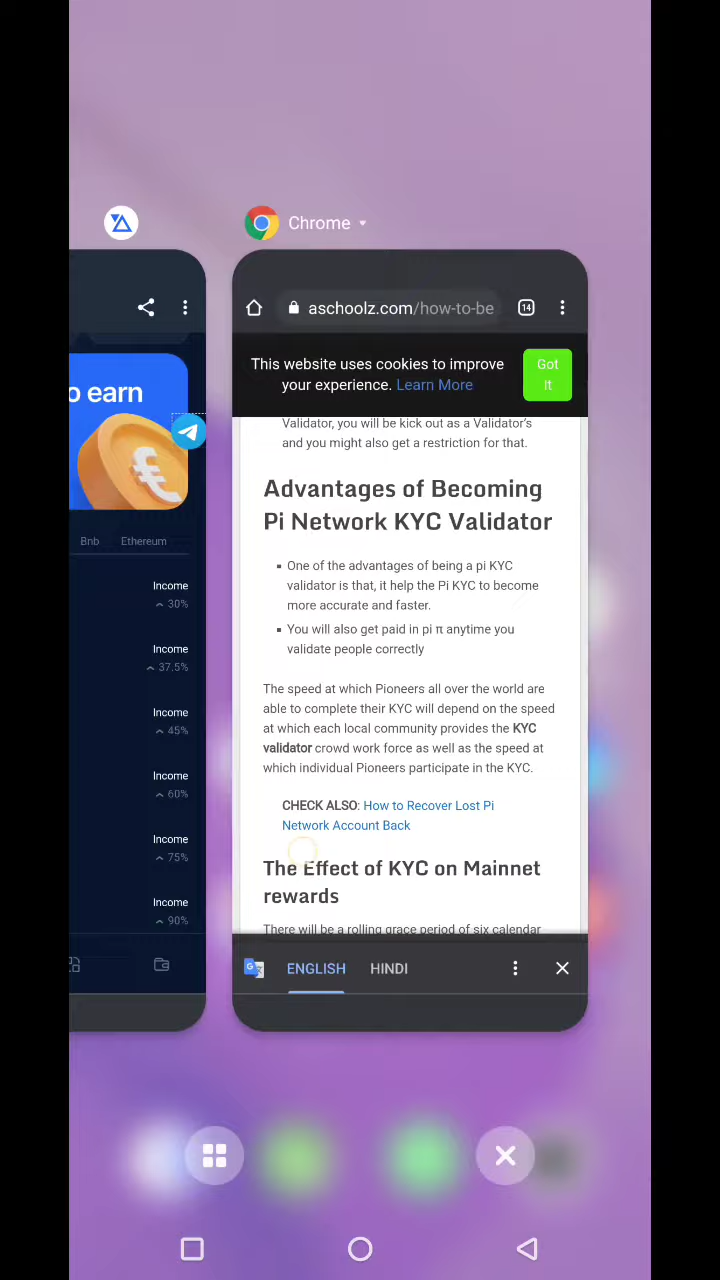 Chrome
aschoolz.com/how-to-be
14
This website uses cookies to improve
your experience. Learn More
Got
It
o earn
Bnb
Ethereum
Income
30%
Income
37.5%
Income
45%
Income
60%
Income
75%
Income
90%
Validator, you will be kick out as a Validator's
and you might also get a restriction for that.
Advantages of Becoming
Pi Network KYC Validator
One of the advantages of being a pi KYC
validator is that, it help the Pi KYC to become
more accurate and faster.
You will also get paid in pi π anytime you
validate people correctly
The speed at which Pioneers all over the world are
able to complete their KYC will depend on the speed
at which each local community provides the KYC
validator crowd work force as well as the speed at
which individual Pioneers participate in the KYC.
CHECK ALSO: How to Recover Lost Pi
Network Account Back
The Effect of KYC on Mainnet
rewards
There will be a rolling grace period of six calendar
ENGLISH
HINDI